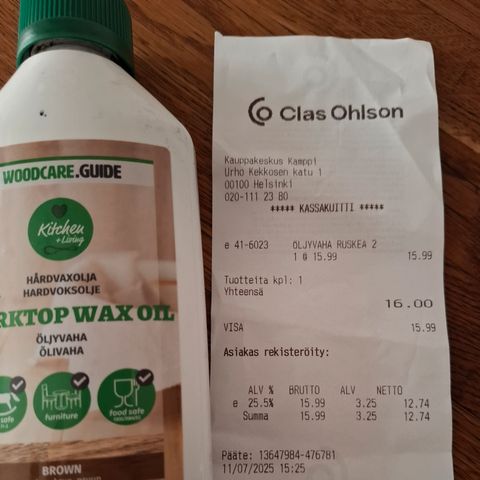 WOODCARE.GUIDE
Kitchen
+ Living
HÅRDVAXOLJA
HARDVOKSOLJE
RKTOP WAX OIL
ÖLJYVAHA
ÕLIVAHA
safe
furniture
food safe
BROWN
Clas Ohlson
Kauppakeskus Kamppi
Urho Kekkosen katu 1
00100 Helsinki
020-111 23 80
***** KASSAKUITTI *****
e 41-6023 ÖLJYVAHA RUSKEA 2
1 @ 15.99 15.99
Tuotteita kpl: 1
Yhteensä
16.00
VISA 15.99
Asiakas rekisteröity:
ALV % BRUTTO ALV NETTO
e 25.5% 15.99 3.25 12.74
Summa 15.99 3.25 12.74
Pääte: 13647984-476781
11/07/2025 15:25